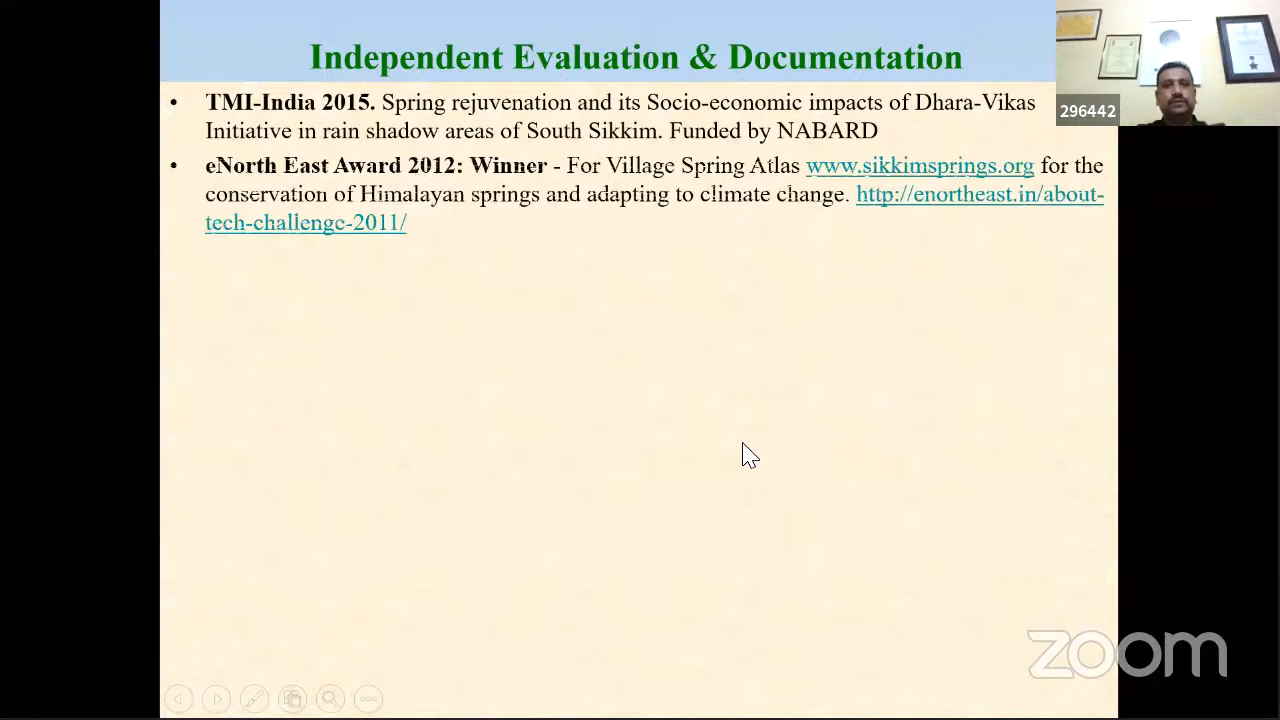 Independent Evaluation & Documentation
• TMI-India 2015. Spring rejuvenation and its Socio-economic impacts of Dhara-Vikas
Initiative in rain shadow areas of South Sikkim. Funded by NABARD
• eNorth East Award 2012: Winner - For Village Spring Atlas www.sikkimsprings.org for the
conservation of Himalayan springs and adapting to climate change. http://enortheast.in/about-
tech-challenge-2011/
296442
zoom